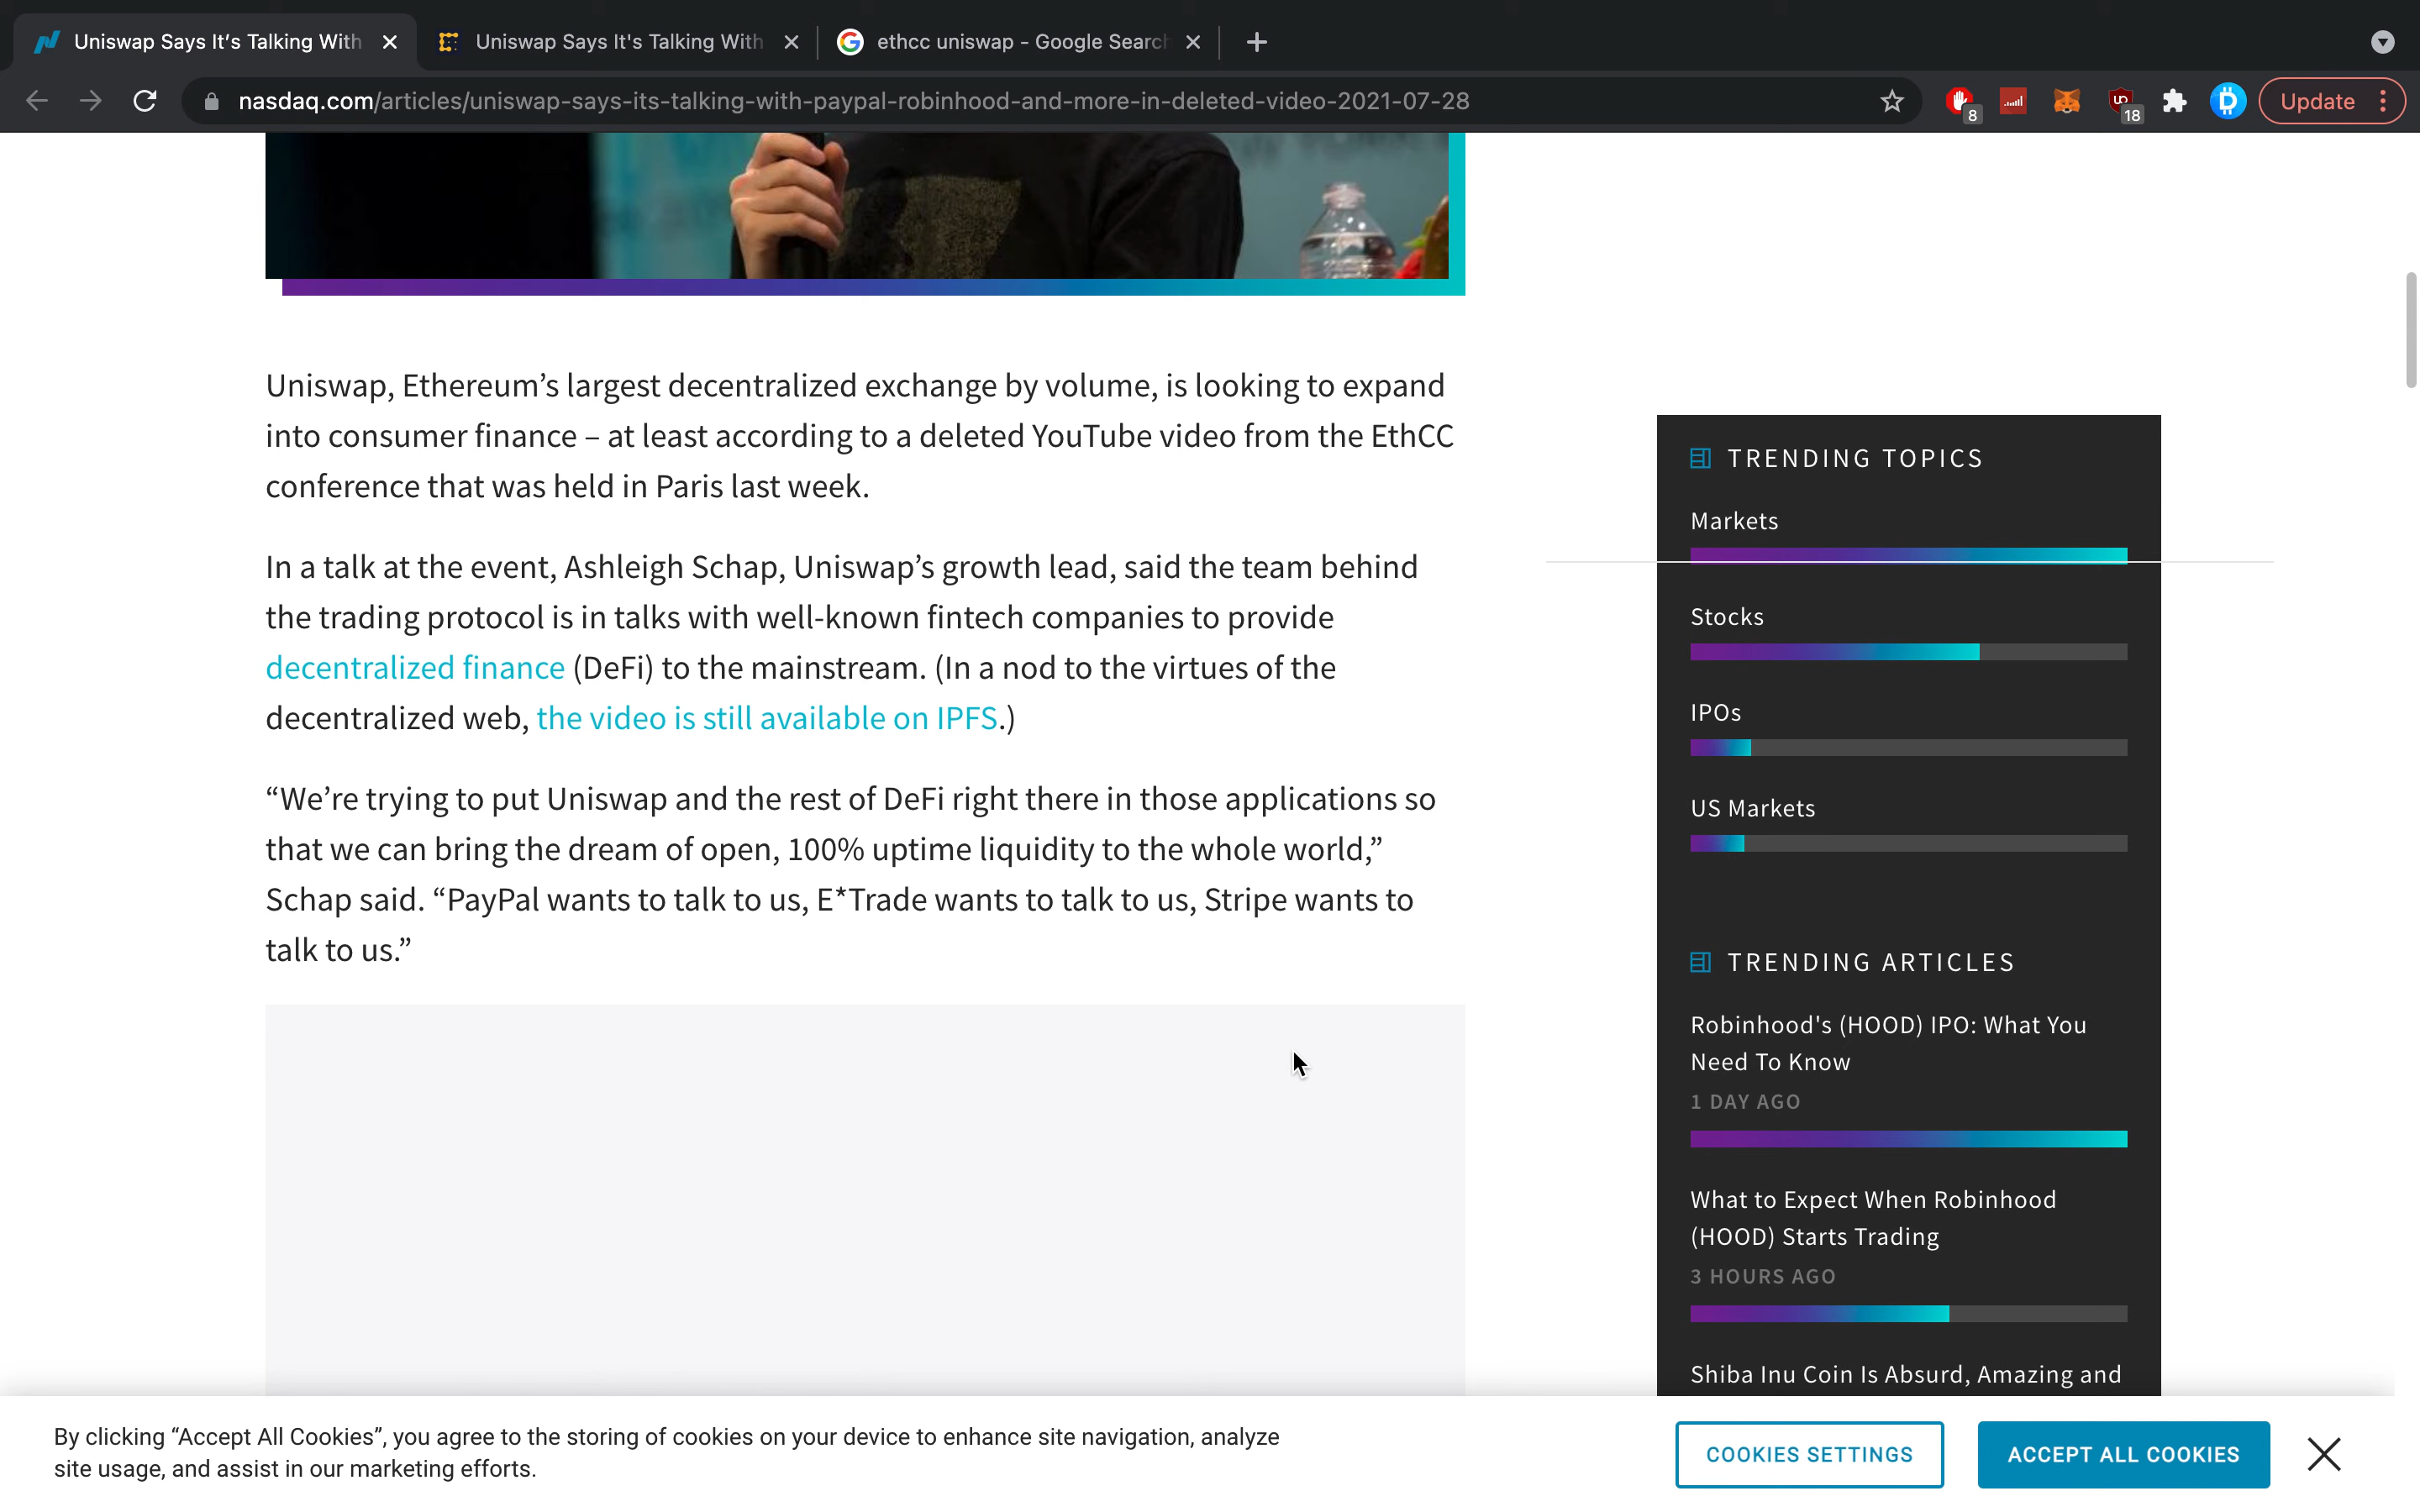 Uniswap Says It's Talking With
Uniswap Says It's Talking With
ethcc uniswap - Google Search
nasdaq.com/articles/uniswap-says-its-talking-with-paypal-robinhood-and-more-in-deleted-video-2021-07-28
8
18
Update
Uniswap, Ethereum’s largest decentralized exchange by volume, is looking to expand
into consumer finance – at least according to a deleted YouTube video from the EthCC
conference that was held in Paris last week.
In a talk at the event, Ashleigh Schap, Uniswap’s growth lead, said the team behind
the trading protocol is in talks with well-known fintech companies to provide
decentralized finance (DeFi) to the mainstream. (In a nod to the virtues of the
decentralized web, the video is still available on IPFS.)
“We’re trying to put Uniswap and the rest of DeFi right there in those applications so
that we can bring the dream of open, 100% uptime liquidity to the whole world,”
Schap said. “PayPal wants to talk to us, E*Trade wants to talk to us, Stripe wants to
talk to us.”
TRENDING TOPICS
Markets
Stocks
IPOs
US Markets
TRENDING ARTICLES
Robinhood's (HOOD) IPO: What You
Need To Know
1 DAY AGO
What to Expect When Robinhood
(HOOD) Starts Trading
3 HOURS AGO
Shiba Inu Coin Is Absurd, Amazing and
By clicking “Accept All Cookies”, you agree to the storing of cookies on your device to enhance site navigation, analyze
site usage, and assist in our marketing efforts.
COOKIES SETTINGS
ACCEPT ALL COOKIES